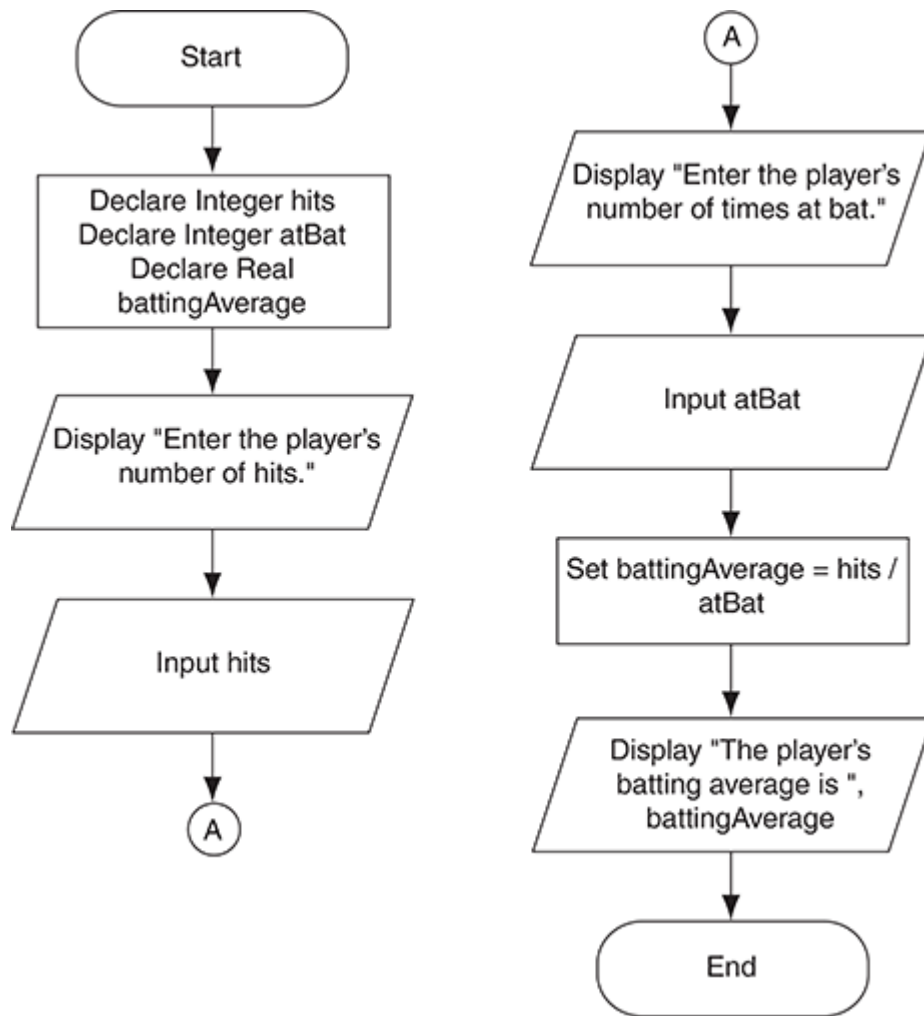 Start
Declare Integer hits
Declare Integer atBat
Declare Real
battingAverage
Display "Enter the player's
number of hits."
Input hits
A
A
Display "Enter the player's
number of times at bat."
Input atBat
Set battingAverage = hits /
atBat
Display "The player's
batting average is ",
battingAverage
End